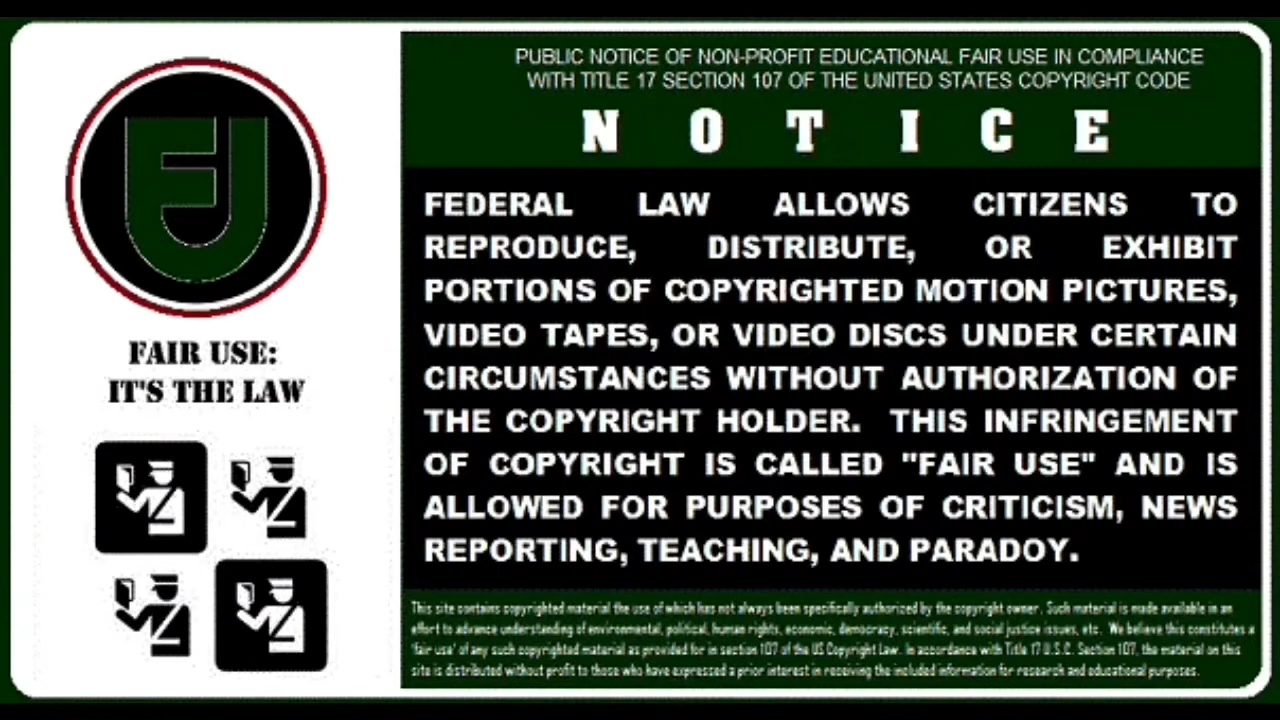 FAIR USE:
IT'S THE LAW
PUBLIC NOTICE OF NON-PROFIT EDUCATIONAL FAIR USE IN COMPLIANCE
WITH TITLE 17 SECTION 107 OF THE UNITED STATES COPYRIGHT CODE
NOTICE
FEDERAL LAW ALLOWS CITIZENS TO
REPRODUCE, DISTRIBUTE, OR EXHIBIT
PORTIONS OF COPYRIGHTED MOTION PICTURES,
VIDEO TAPES, OR VIDEO DISCS UNDER CERTAIN
CIRCUMSTANCES WITHOUT AUTHORIZATION OF
THE COPYRIGHT HOLDER. THIS INFRINGEMENT
OF COPYRIGHT IS CALLED "FAIR USE" AND IS
ALLOWED FOR PURPOSES OF CRITICISM, NEWS
REPORTING, TEACHING, AND PARADOY.
This site contains copyrighted material the use of which has not always been specifically authorized by the copyright owner. Such material is made available in an
effort to advance understanding of environmental, political, human rights, economic, democracy, scientific, and social justice issues, etc. We believe this constitutes a
'fair use' of any such copyrighted material as provided for in section 107 of the US Copyright Law. In accordance with Title 17 U.S.C. Section 107, the material on this
site is distributed without profit to those who have expressed a prior interest in receiving the included information for research and educational purposes.